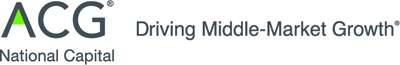 ACG®
Driving Middle-Market Growth®
National Capital